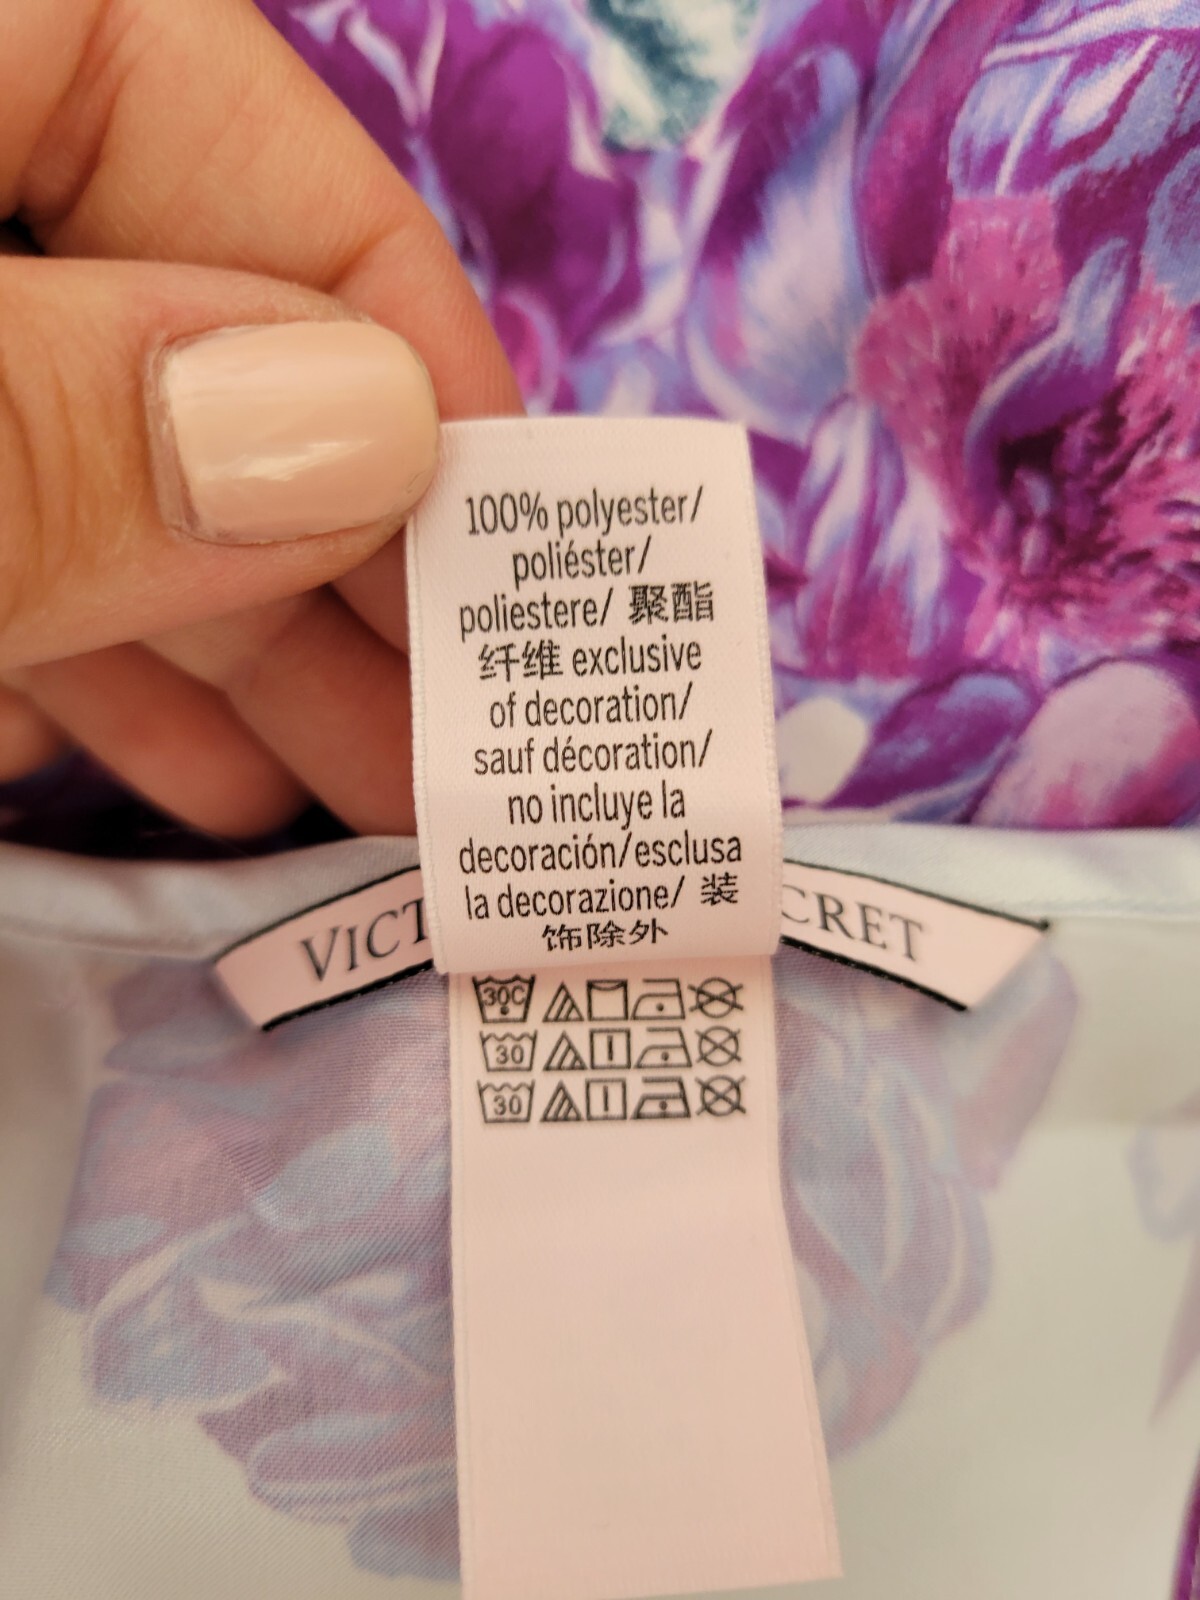 100% polyester/
poliéster/
poliestere/ 聚酯
纤维 exclusive
of decoration/
sauf décoration/
no incluye la
decoración/esclusa
la decorazione/ 装
饰除外
VICT CRET
30C
30
30